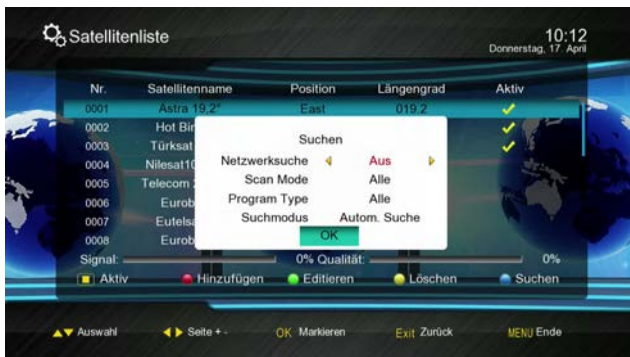 Satellitenliste
10:12
Donnerstag, 17. April
Nr. Satellitenname Position Längengrad Aktiv
0001 Astra 19,2° East 019.2
0002 Hot Bir
0003 Türksat
0004 Nilesat10
0005 Telecom
0006 Eurob
0007 Eutelsa
0008 Eurob
Suchen
Netzwerksuche Aus
Scan Mode Alle
Program Type Alle
Suchmodus Autom. Suche
OK
Signal: 0% Qualität: 0%
Aktiv Hinzufügen Editieren Löschen Suchen
Auswahl Seite + - OK Markieren Exit Zurück MENU Ende